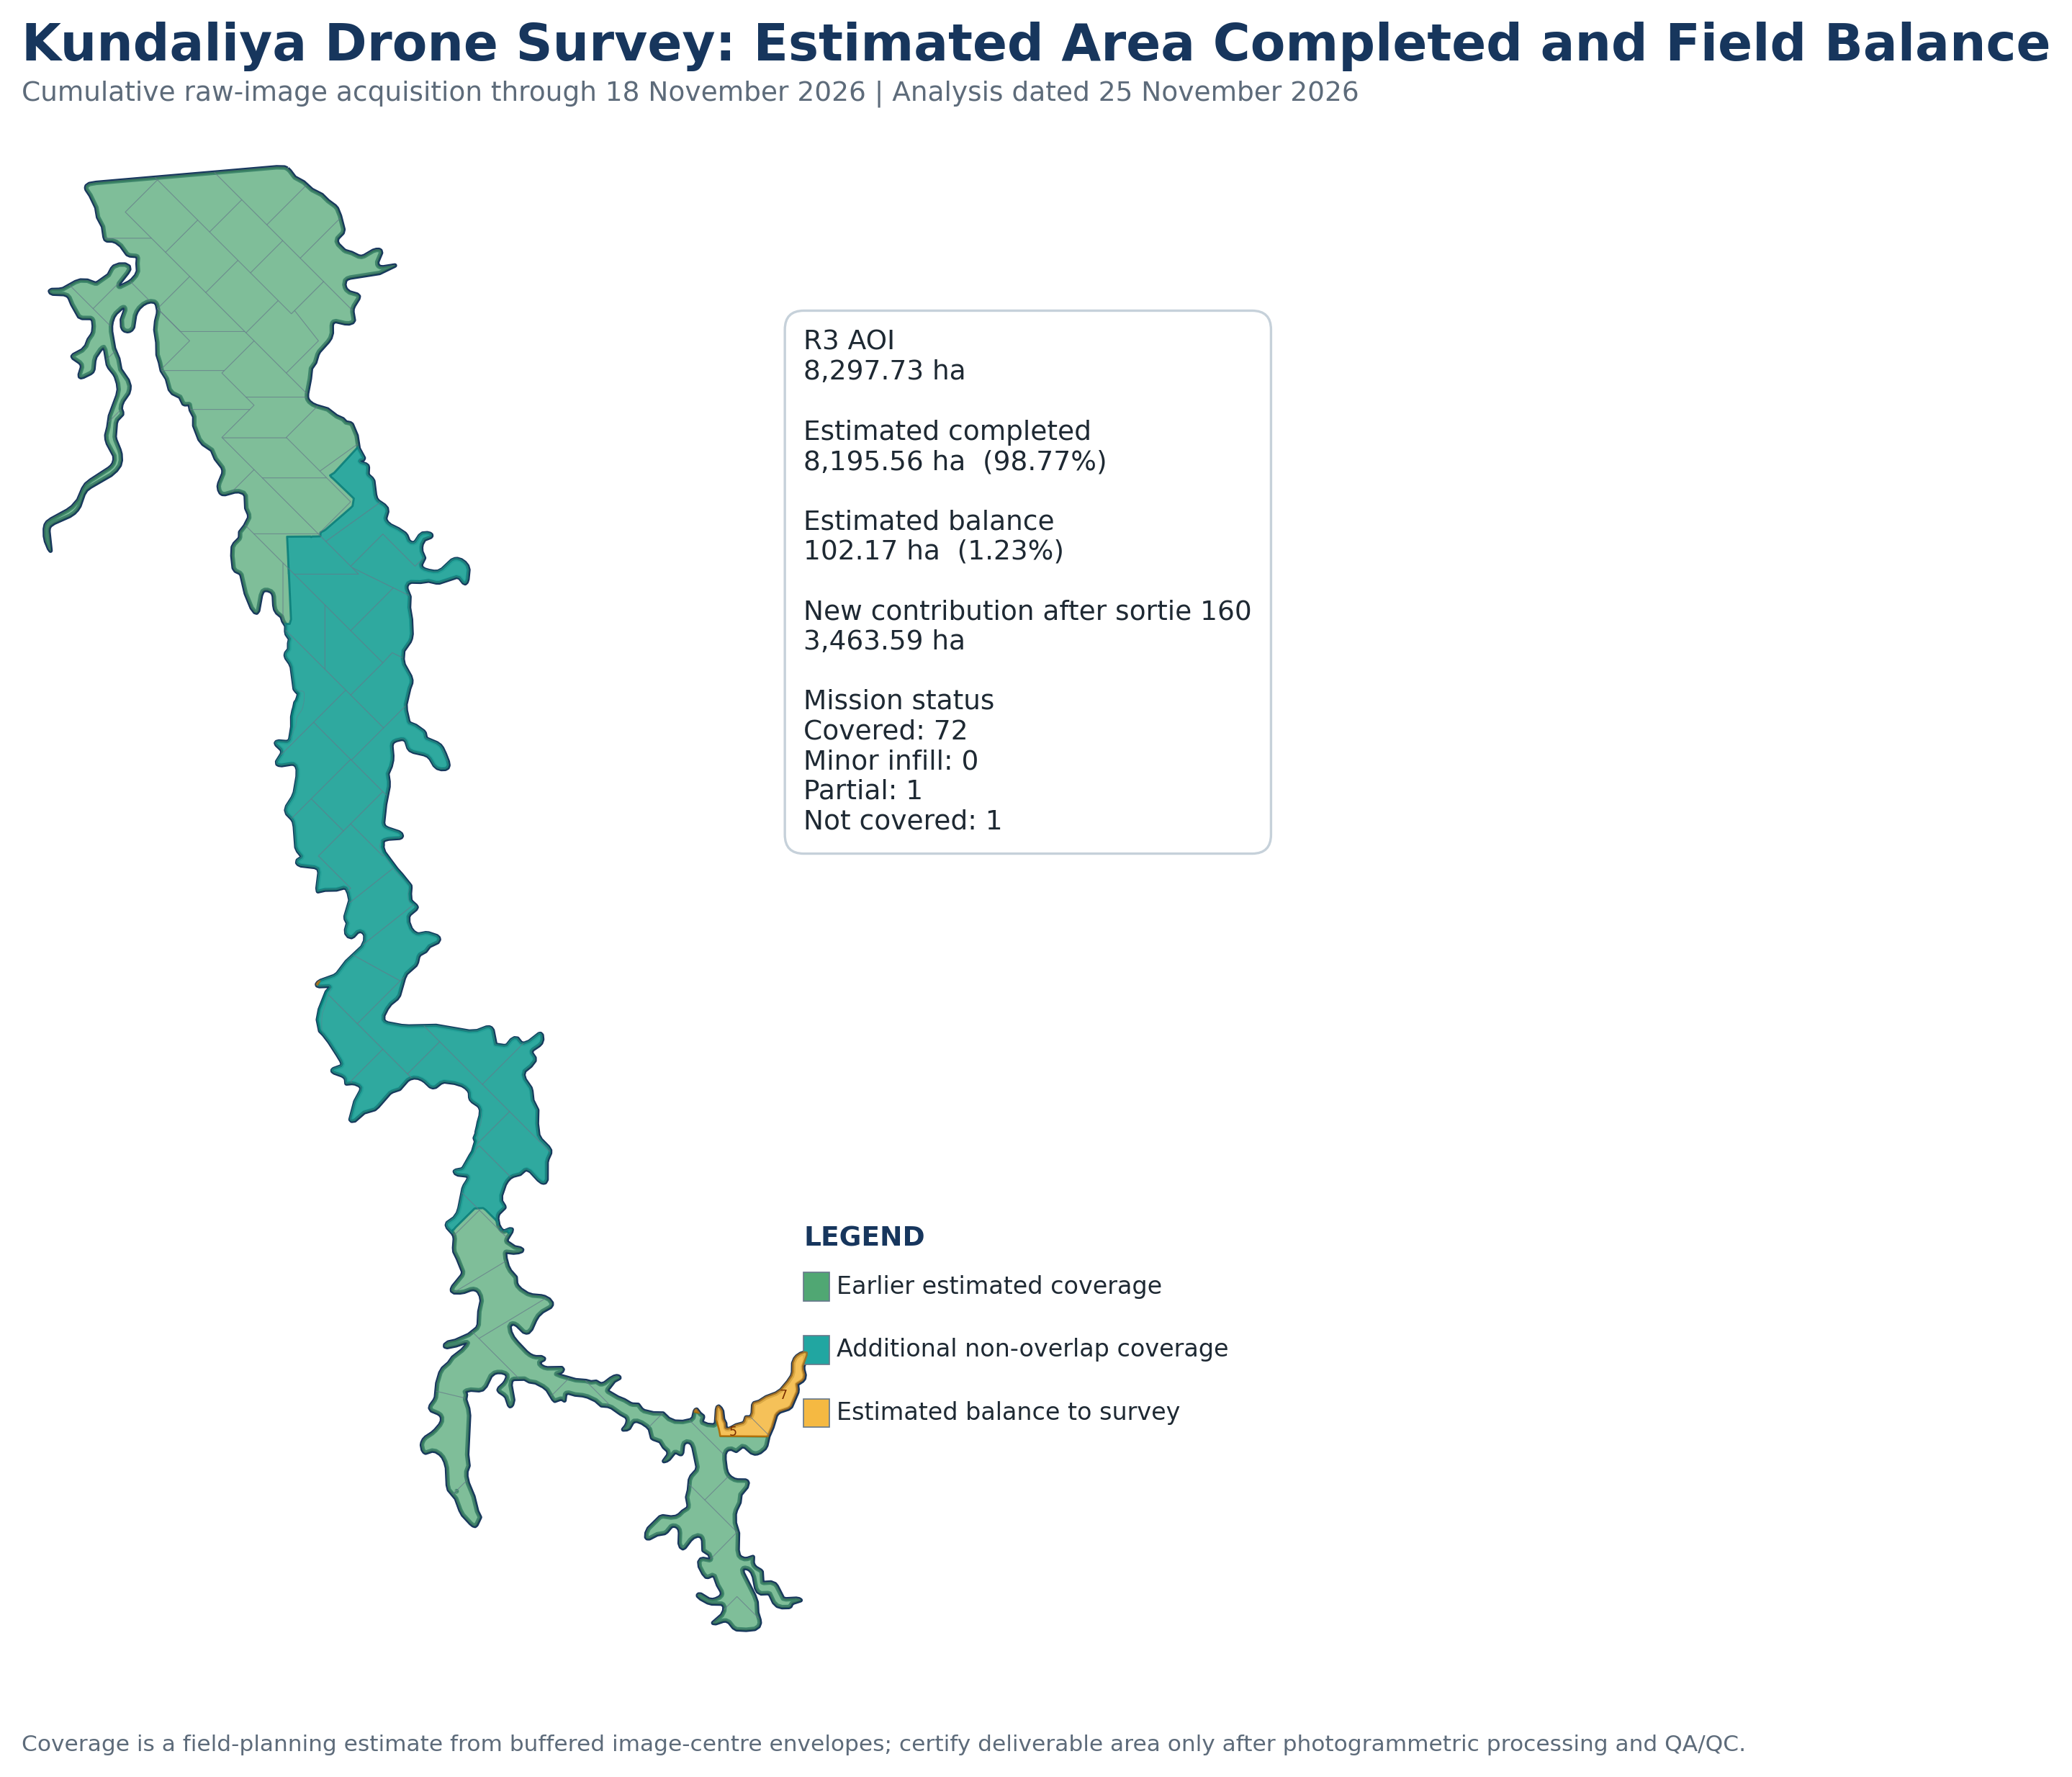 Kundaliya Drone Survey: Estimated Area Completed and Field Balance
Cumulative raw-image acquisition through 18 November 2026 | Analysis dated 25 November 2026
R3 AOI
8,297.73 ha
Estimated completed
8,195.56 ha  (98.77%)
Estimated balance
102.17 ha  (1.23%)
New contribution after sortie 160
3,463.59 ha
Mission status
Covered: 72
Minor infill: 0
Partial: 1
Not covered: 1
LEGEND
Earlier estimated coverage
Additional non-overlap coverage
7
Estimated balance to survey
5
Coverage is a field-planning estimate from buffered image-centre envelopes; certify deliverable area only after photogrammetric processing and QA/QC.